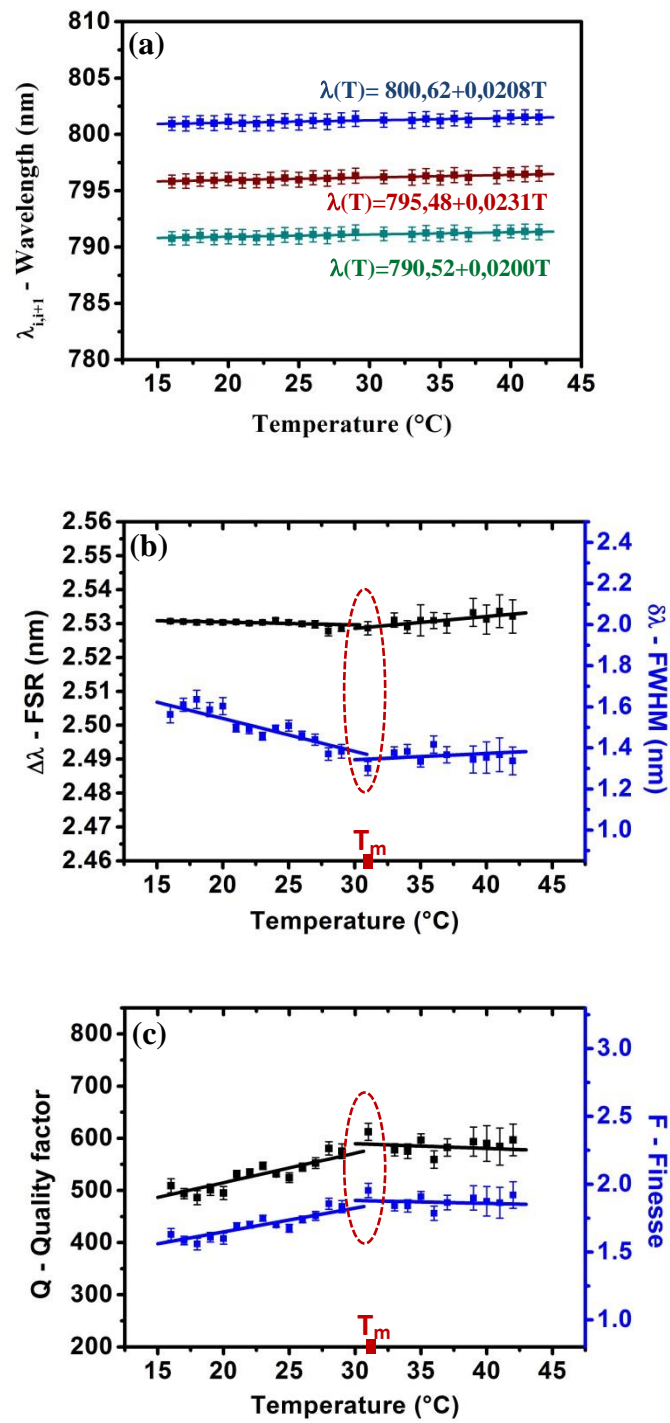 (a)
810
805
800
795
790
785
780
λ(T)= 800,62+0,0208T
λ(T)=795,48+0,0231T
λ(T)=790,52+0,0200T
λi,i+1 - Wavelength (nm)
15 20 25 30 35 40 45
Temperature (°C)
(b)
2.56
2.55
2.54
2.53
2.52
2.51
2.50
2.49
2.48
2.47
2.46
Δλ - FSR (nm)
2.4
2.2
2.0
1.8
1.6
1.4
1.2
1.0
δλ - FWHM (nm)
Tm
15 20 25 30 35 40 45
Temperature (°C)
(c)
800
700
600
500
400
300
200
Q - Quality factor
3.0
2.5
2.0
1.5
1.0
F - Finesse
Tm
15 20 25 30 35 40 45
Temperature (°C)